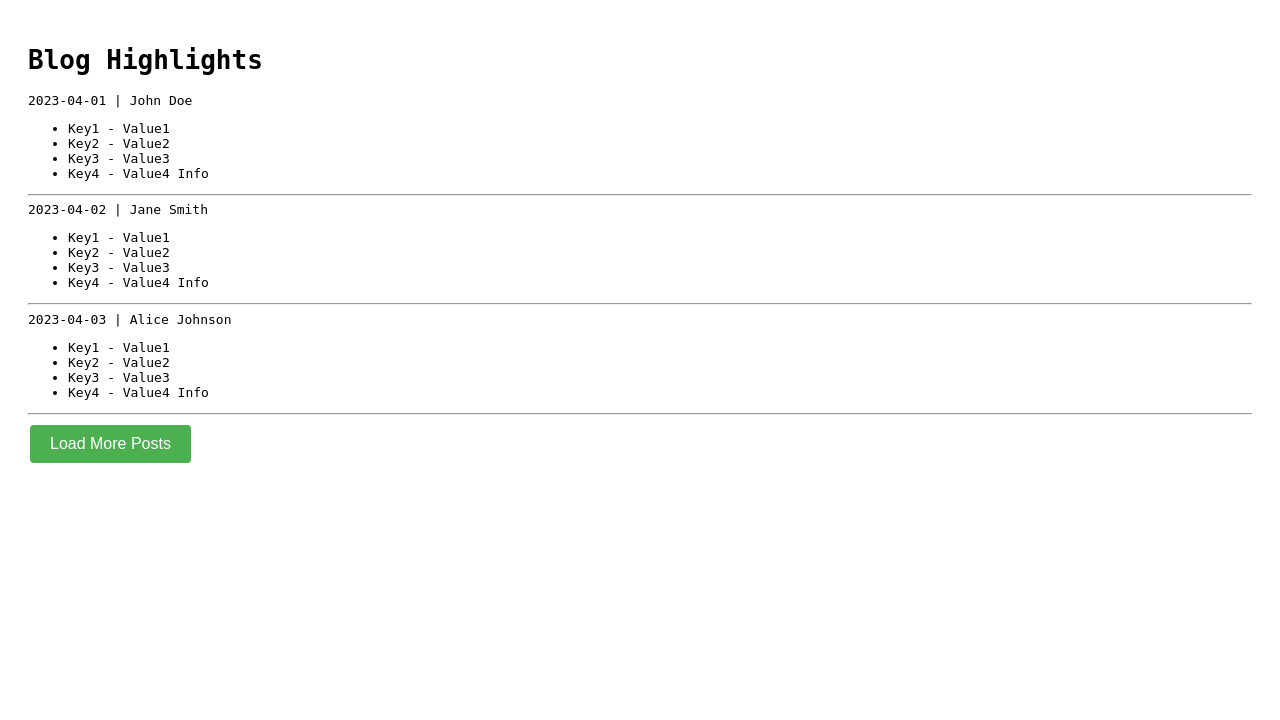 Blog Highlights
2023-04-01 | John Doe
Key1 - Value1
Key2 - Value2
Key3 - Value3
Key4 - Value4 Info
2023-04-02 | Jane Smith
Key1 - Value1
Key2 - Value2
Key3 - Value3
Key4 - Value4 Info
2023-04-03 | Alice Johnson
Key1 - Value1
Key2 - Value2
Key3 - Value3
Key4 - Value4 Info
Load More Posts